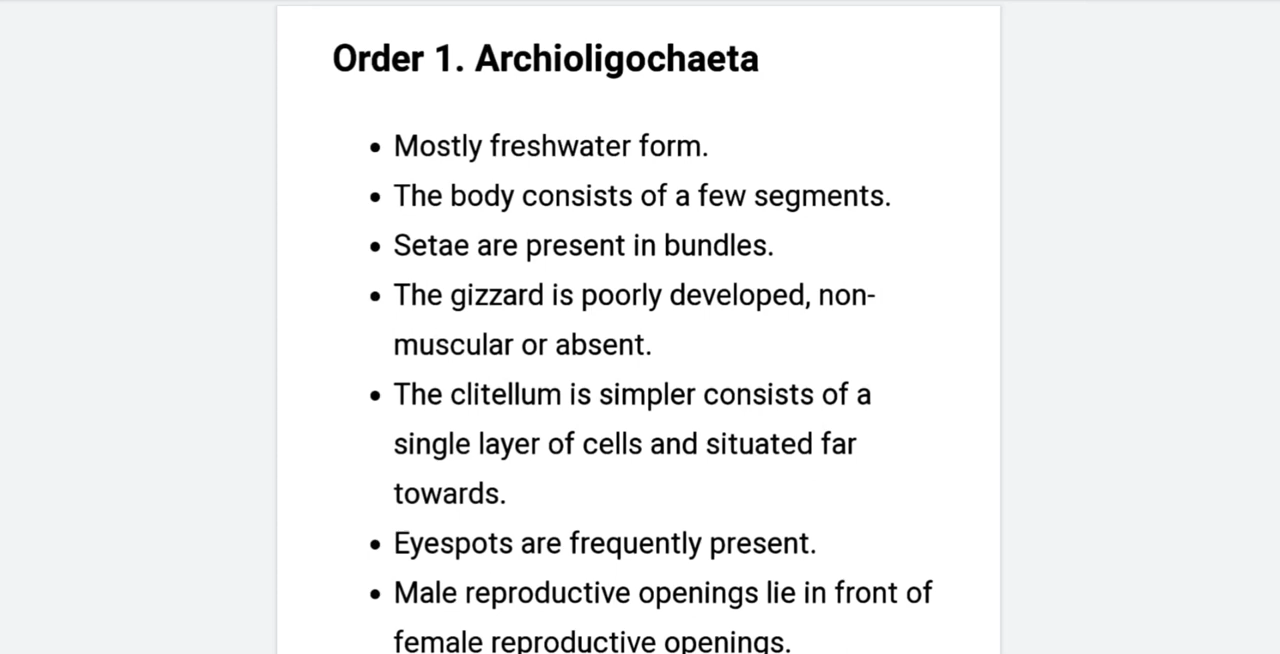 Order 1. Archioligochaeta
• Mostly freshwater form.
• The body consists of a few segments.
• Setae are present in bundles.
• The gizzard is poorly developed, non-
muscular or absent.
• The clitellum is simpler consists of a
single layer of cells and situated far
towards.
• Eyespots are frequently present.
• Male reproductive openings lie in front of
female reproductive openings.